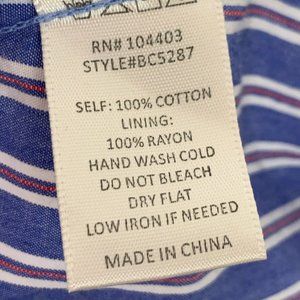 RN# 104403
STYLE#BC5287
SELF: 100% COTTON
LINING:
100% RAYON
HAND WASH COLD
DO NOT BLEACH
DRY FLAT
LOW IRON IF NEEDED
MADE IN CHINA